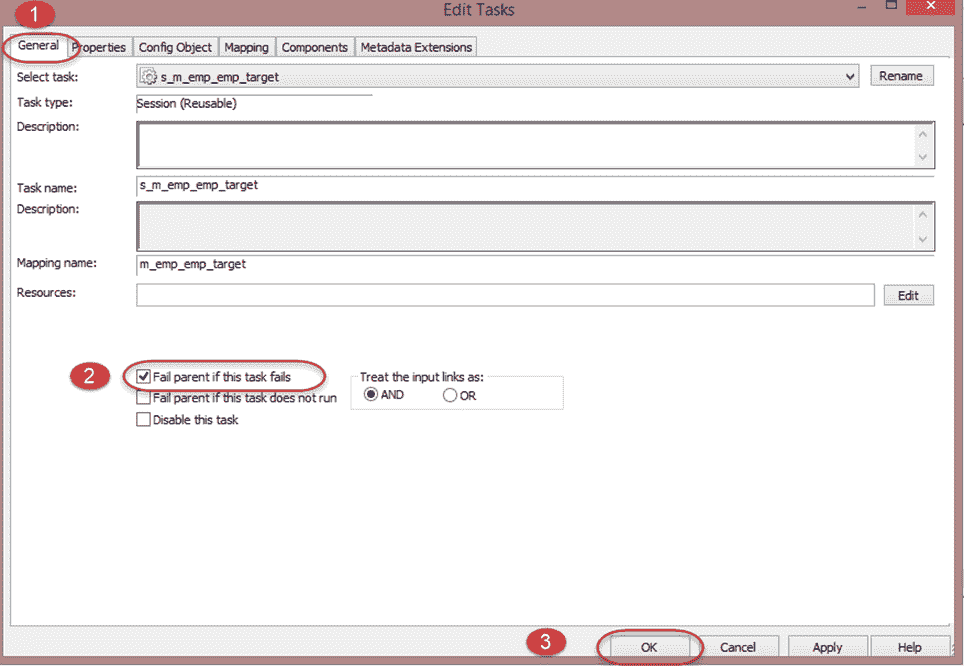 1
Edit Tasks
General Properties Config Object Mapping Components Metadata Extensions
Select task: s_m_emp_emp_target Rename
Task type: Session (Reusable)
Description:
Task name: s_m_emp_emp_target
Description:
Mapping name: m_emp_emp_target
Resources: Edit
2 Fail parent if this task fails Treat the input links as:
Fail parent if this task does not run AND OR
Disable this task
3 OK Cancel Apply Help